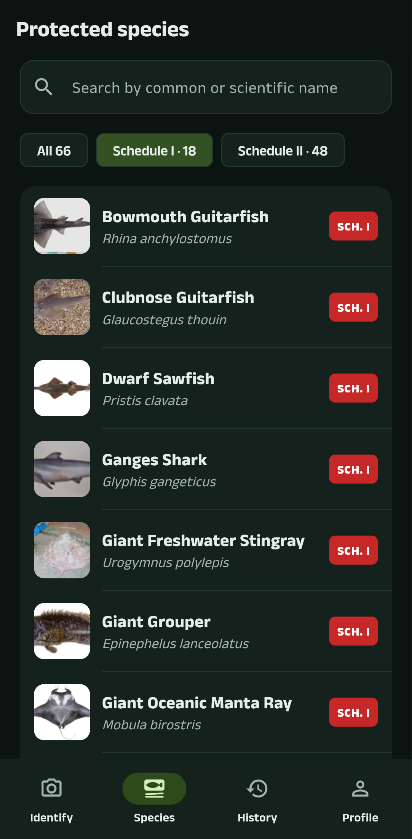 Protected species
Search by common or scientific name
All 66
Schedule I · 18
Schedule II · 48
Bowmouth Guitarfish
Rhina anchylostomus
SCH. I
Clubnose Guitarfish
Glaucostegus thouin
SCH. I
Dwarf Sawfish
Pristis clavata
SCH. I
Ganges Shark
Glyphis gangeticus
SCH. I
Giant Freshwater Stingray
Urogymnus polylepis
SCH. I
Giant Grouper
Epinephelus lanceolatus
SCH. I
Giant Oceanic Manta Ray
Mobula birostris
SCH. I
Identify
Species
History
Profile